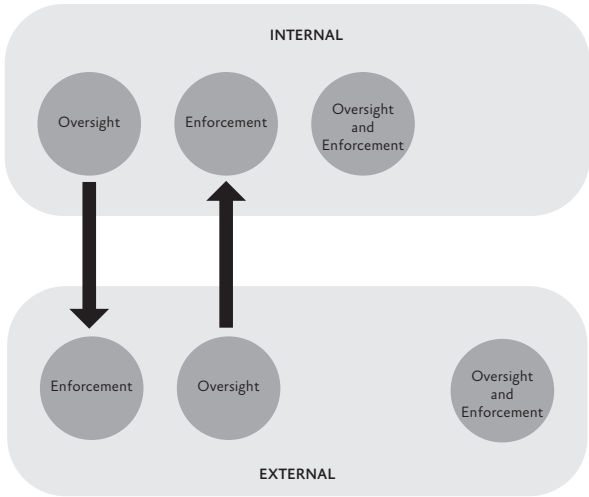 INTERNAL
Oversight
Enforcement
Oversight
and
Enforcement
Enforcement
Oversight
Oversight
and
Enforcement
EXTERNAL